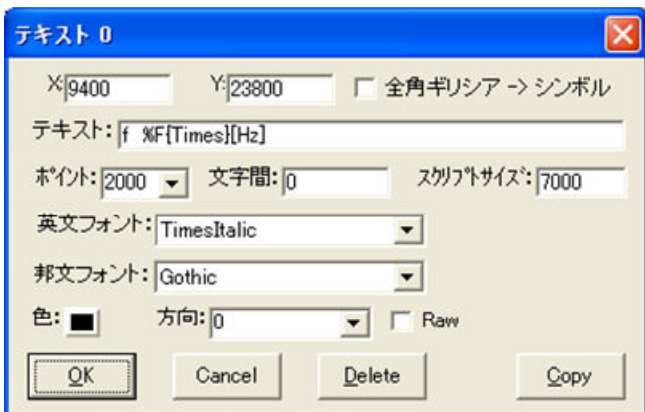 テキスト 0
X: 9400 Y: 23800 全角ギリシア -> シンボル
テキスト: f %F{Times}[Hz]
ポイント: 2000 文字間: 0 スクリプトサイズ: 7000
英文フォント: TimesItalic
邦文フォント: Gothic
色: 方向: 0 Raw
OK Cancel Delete Copy